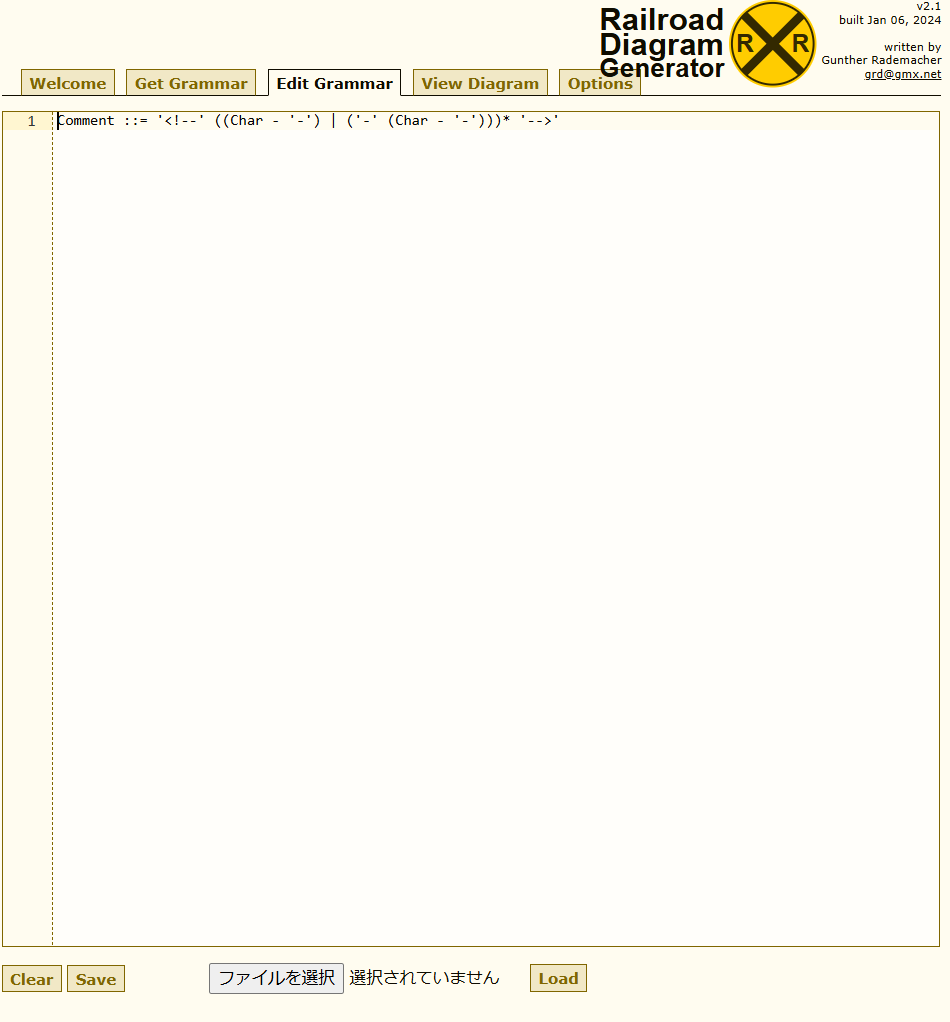 Railroad
Diagram
Generator
R R
v2.1
built Jan 06, 2024
written by
Gunther Rademacher
grd@gmx.net
Welcome Get Grammar Edit Grammar View Diagram Options
1 Comment ::= '<!--' ((Char - '-') | ('-' (Char - '-')))* '-->'
Clear Save ファイルを選択 選択されていません Load